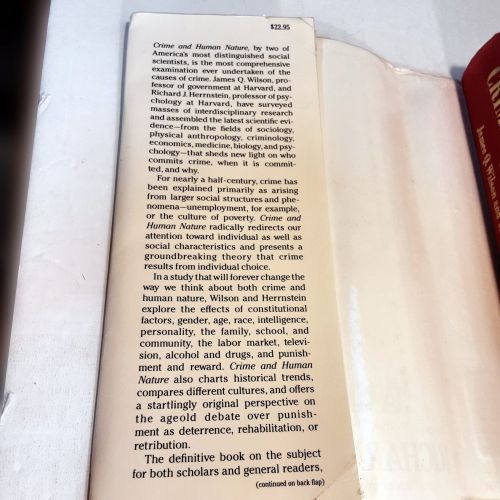 $22.95
Crime and Human Nature, by two of
America's most distinguished social
scientists, is the most comprehensive
examination ever undertaken of the
causes of crime. James Q. Wilson, pro-
fessor of government at Harvard, and
Richard J. Herrnstein, professor of psy-
chology at Harvard, have surveyed
masses of interdisciplinary research
and assembled the latest scientific evi-
dence—from the fields of sociology,
physical anthropology, criminology,
economics, medicine, biology, and psy-
chology—that sheds new light on who
commits crime, when it is commit-
ted, and why.
For nearly a half-century, crime has
been explained primarily as arising
from larger social structures and phe-
nomena—unemployment, for example,
or the culture of poverty. Crime and
Human Nature radically redirects our
attention toward individual as well as
social characteristics and presents a
groundbreaking theory that crime
results from individual choice.
In a study that will forever change the
way we think about both crime and
human nature, Wilson and Herrnstein
explore the effects of constitutional
factors, gender, age, race, intelligence,
personality, the family, school, and
community, the labor market, televi-
sion, alcohol and drugs, and punish-
ment and reward. Crime and Human
Nature also charts historical trends,
compares different cultures, and offers
a startlingly original perspective on
the ageold debate over punish-
ment as deterrence, rehabilitation, or
retribution.
The definitive book on the subject
for both scholars and general readers,
(continued on back flap)
James Q. Wilson and